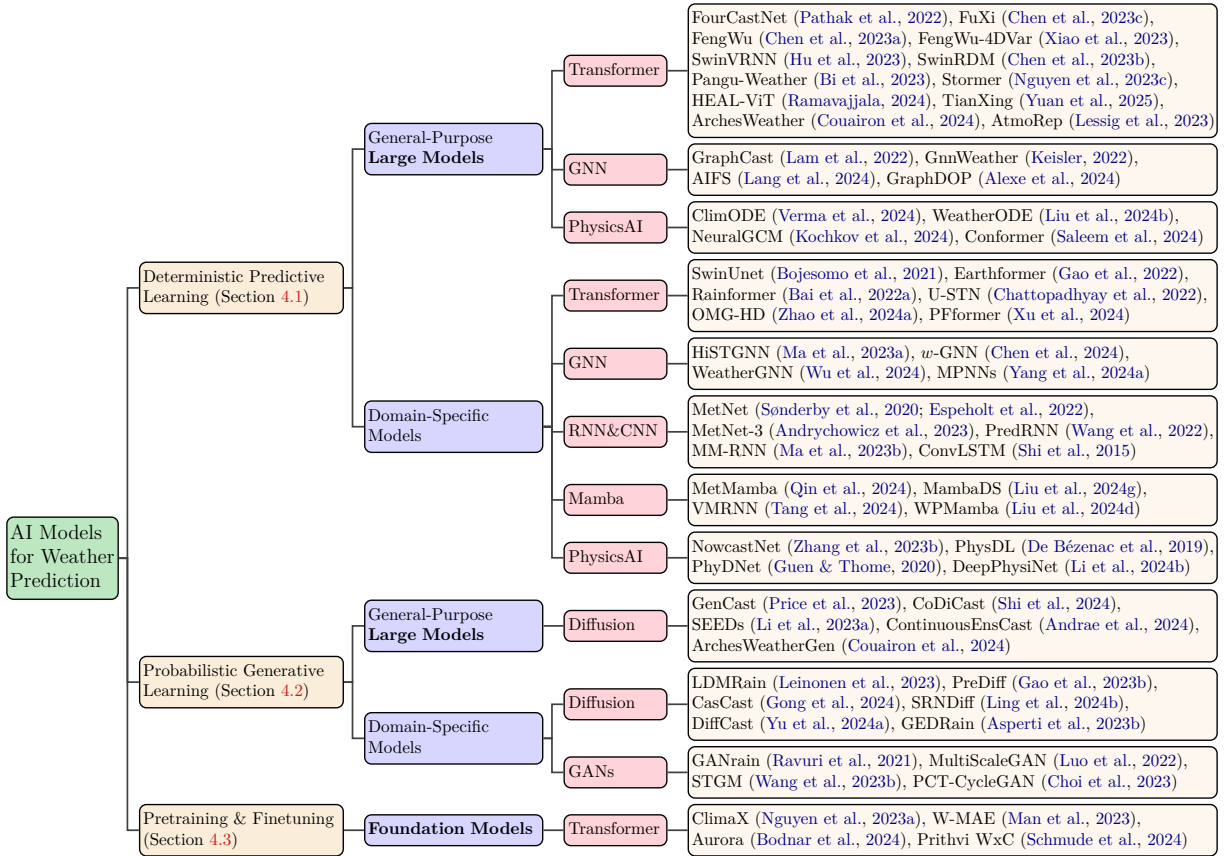 AI Models
for Weather
Prediction
Deterministic Predictive
Learning (Section 4.1)
General-Purpose
Large Models
Transformer
FourCastNet (Pathak et al., 2022), FuXi (Chen et al., 2023c),
FengWu (Chen et al., 2023a), FengWu-4DVar (Xiao et al., 2023),
SwinVRNN (Hu et al., 2023), SwinRDM (Chen et al., 2023b),
Pangu-Weather (Bi et al., 2023), Stormer (Nguyen et al., 2023c),
HEAL-ViT (Ramavajjala, 2024), TianXing (Yuan et al., 2025),
ArchesWeather (Couairon et al., 2024), AtmoRep (Lessig et al., 2023)
GNN
GraphCast (Lam et al., 2022), GnnWeather (Keisler, 2022),
AIFS (Lang et al., 2024), GraphDOP (Alexe et al., 2024)
PhysicsAI
ClimODE (Verma et al., 2024), WeatherODE (Liu et al., 2024b),
NeuralGCM (Kochkov et al., 2024), Conformer (Saleem et al., 2024)
Domain-Specific
Models
Transformer
SwinUnet (Bojesomo et al., 2021), Earthformer (Gao et al., 2022),
Rainformer (Bai et al., 2022a), U-STN (Chattopadhyay et al., 2022),
OMG-HD (Zhao et al., 2024a), PFformer (Xu et al., 2024)
GNN
HiSTGNN (Ma et al., 2023a), w-GNN (Chen et al., 2024),
WeatherGNN (Wu et al., 2024), MPNNs (Yang et al., 2024a)
RNN&CNN
MetNet (Sønderby et al., 2020; Espeholt et al., 2022),
MetNet-3 (Andrychowicz et al., 2023), PredRNN (Wang et al., 2022),
MM-RNN (Ma et al., 2023b), ConvLSTM (Shi et al., 2015)
Mamba
MetMamba (Qin et al., 2024), MambaDS (Liu et al., 2024g),
VMRNN (Tang et al., 2024), WPMamba (Liu et al., 2024d)
PhysicsAI
NowcastNet (Zhang et al., 2023b), PhysDL (De Bézenac et al., 2019),
PhyDNet (Guen & Thome, 2020), DeepPhysiNet (Li et al., 2024b)
Probabilistic Generative
Learning (Section 4.2)
General-Purpose
Large Models
Diffusion
GenCast (Price et al., 2023), CoDiCast (Shi et al., 2024),
SEEDs (Li et al., 2023a), ContinuousEnsCast (Andrae et al., 2024),
ArchesWeatherGen (Couairon et al., 2024)
Domain-Specific
Models
Diffusion
LDMRain (Leinonen et al., 2023), PreDiff (Gao et al., 2023b),
CasCast (Gong et al., 2024), SRNDiff (Ling et al., 2024b),
DiffCast (Yu et al., 2024a), GEDRain (Asperti et al., 2023b)
GANs
GANrain (Ravuri et al., 2021), MultiScaleGAN (Luo et al., 2022),
STGM (Wang et al., 2023b), PCT-CycleGAN (Choi et al., 2023)
Pretraining & Finetuning
(Section 4.3)
Foundation Models
Transformer
ClimaX (Nguyen et al., 2023a), W-MAE (Man et al., 2023),
Aurora (Bodnar et al., 2024), Prithvi WxC (Schmude et al., 2024)